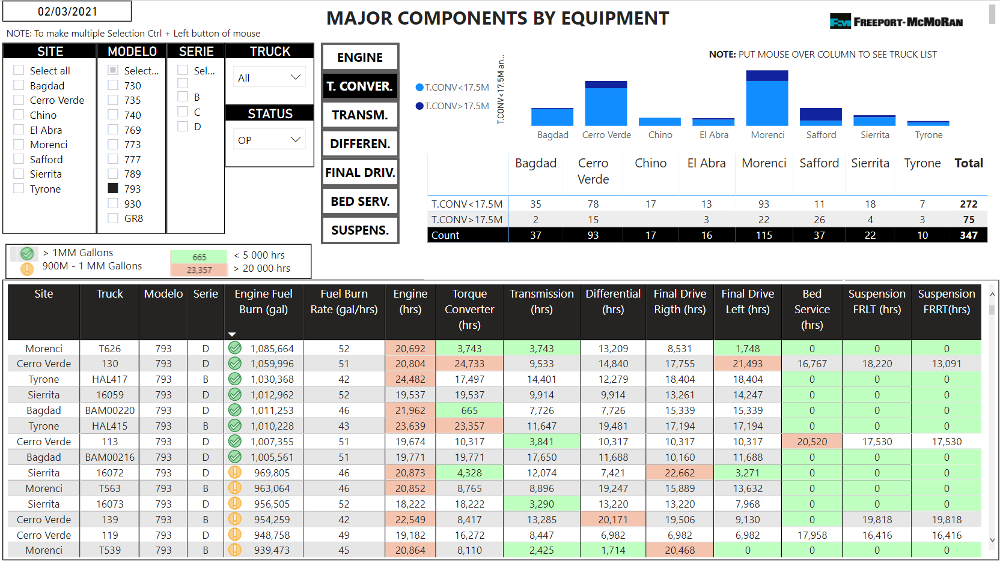 02/03/2021
MAJOR COMPONENTS BY EQUIPMENT
FCX FREEPORT-MCMORAN
NOTE: To make multiple Selection Ctrl + Left button of mouse
SITE
Select all
Bagdad
Cerro Verde
Chino
El Abra
Morenci
Safford
Sierrita
Tyrone
MODELO
Select...
730
735
740
769
773
777
789
793
930
GR8
SERIE
Sel...
B
C
D
TRUCK
All
STATUS
OP
ENGINE
T. CONVER.
TRANSM.
DIFFEREN.
FINAL DRIV.
BED SERV.
SUSPENS.
NOTE: PUT MOUSE OVER COLUMN TO SEE TRUCK LIST
T.CONV<17.5M
T.CONV>17.5M
T.CONV<17.5M an...
Bagdad Cerro Verde Chino El Abra Morenci Safford Sierrita Tyrone
Bagdad Cerro Verde Chino El Abra Morenci Safford Sierrita Tyrone Total
T.CONV<17.5M 35 78 17 13 93 11 18 7 272
T.CONV>17.5M 2 15 3 22 26 4 3 75
Count 37 93 17 16 115 37 22 10 347
> 1MM Gallons
900M - 1 MM Gallons
665 < 5 000 hrs
23,357 > 20 000 hrs
Site Truck Modelo Serie Engine Fuel Burn (gal) Fuel Burn Rate (gal/hrs) Engine (hrs) Torque Converter (hrs) Transmission (hrs) Differential (hrs) Final Drive Rigth (hrs) Final Drive Left (hrs) Bed Service (hrs) Suspension FRLT (hrs) Suspension FRRT(hrs)
Morenci T626 793 D 1,085,664 52 20,692 3,743 3,743 13,209 8,531 1,748 0 0 0
Cerro Verde 130 793 D 1,059,996 51 20,804 24,733 9,533 14,840 17,755 21,493 16,767 18,220 13,091
Tyrone HAL417 793 B 1,030,368 42 24,482 17,497 14,401 12,279 18,404 18,404 0 0 0
Sierrita 16059 793 D 1,012,962 52 19,537 19,537 9,914 9,914 13,261 14,247 0 0 0
Bagdad BAM00220 793 D 1,011,253 46 21,962 665 7,726 7,726 15,339 15,339 0 0 0
Tyrone HAL415 793 B 1,010,228 43 23,639 23,357 11,647 19,481 17,194 17,194 0 0 0
Cerro Verde 113 793 D 1,007,355 51 19,674 10,317 3,841 10,317 10,317 10,317 20,520 17,530 17,530
Bagdad BAM00216 793 D 1,005,561 51 19,771 19,771 17,650 11,688 10,160 11,688 0 0 0
Sierrita 16072 793 D 969,805 46 20,873 4,328 12,074 7,421 22,662 3,271 0 0 0
Morenci T563 793 B 963,064 46 20,852 8,765 8,896 19,247 15,889 13,632 0 0 0
Sierrita 16073 793 D 956,505 52 18,222 18,222 3,290 13,220 13,220 7,968 0 0 0
Cerro Verde 139 793 B 954,259 42 22,549 8,417 13,285 20,171 19,506 9,130 0 19,818 19,818
Cerro Verde 119 793 D 948,758 49 19,182 16,272 8,447 6,982 6,982 6,982 17,958 16,416 16,416
Morenci T539 793 B 939,473 45 20,864 8,110 2,425 1,714 20,468 0 0 0 0